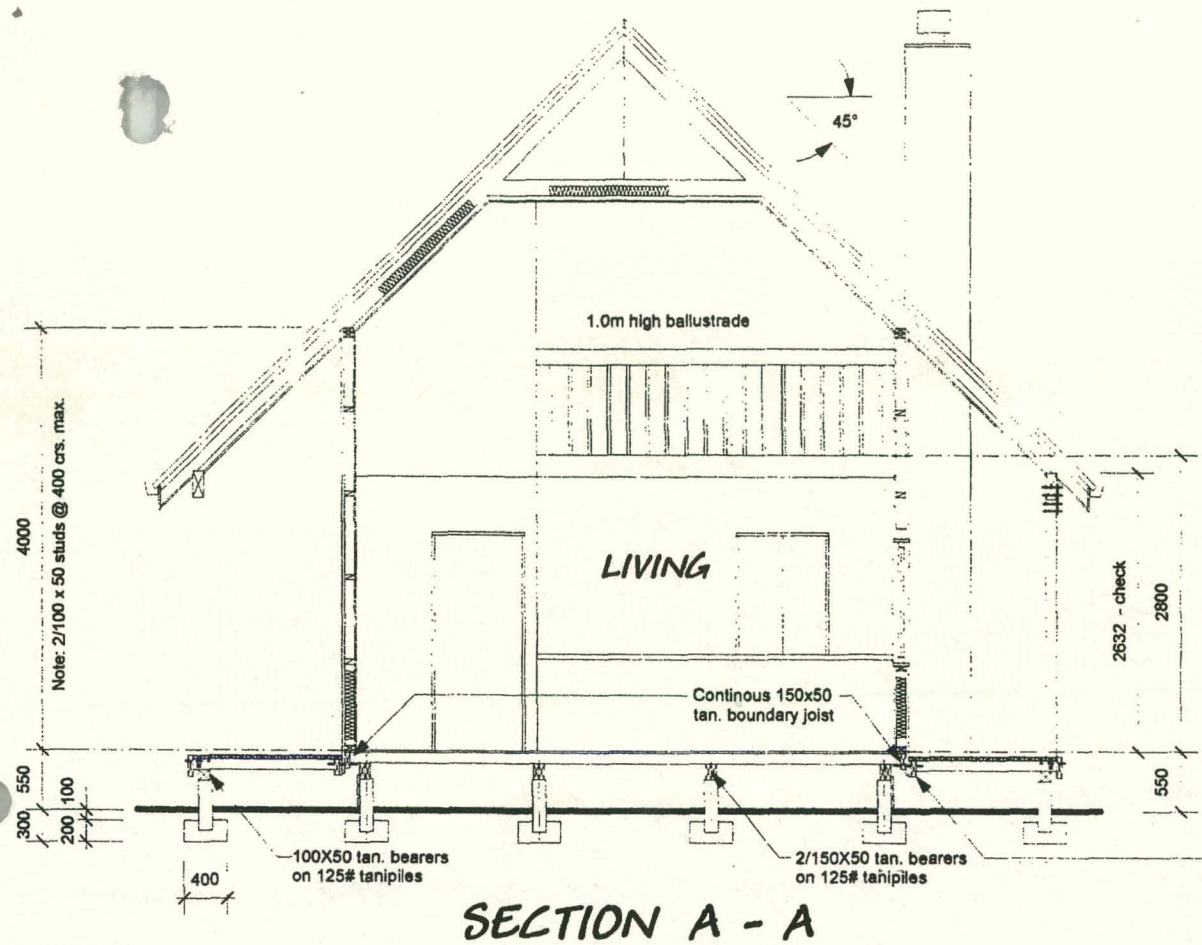 45°
1.0m high ballustrade
4000
Note: 2/100 x 50 studs @ 400 crs. max.
LIVING
2632 - check
2800
Continous 150x50
tan. boundary joist
550
100
300
200
550
400
100X50 tan. bearers
on 125# tanipiles
2/150X50 tan. bearers
on 125# tanipiles
SECTION A - A